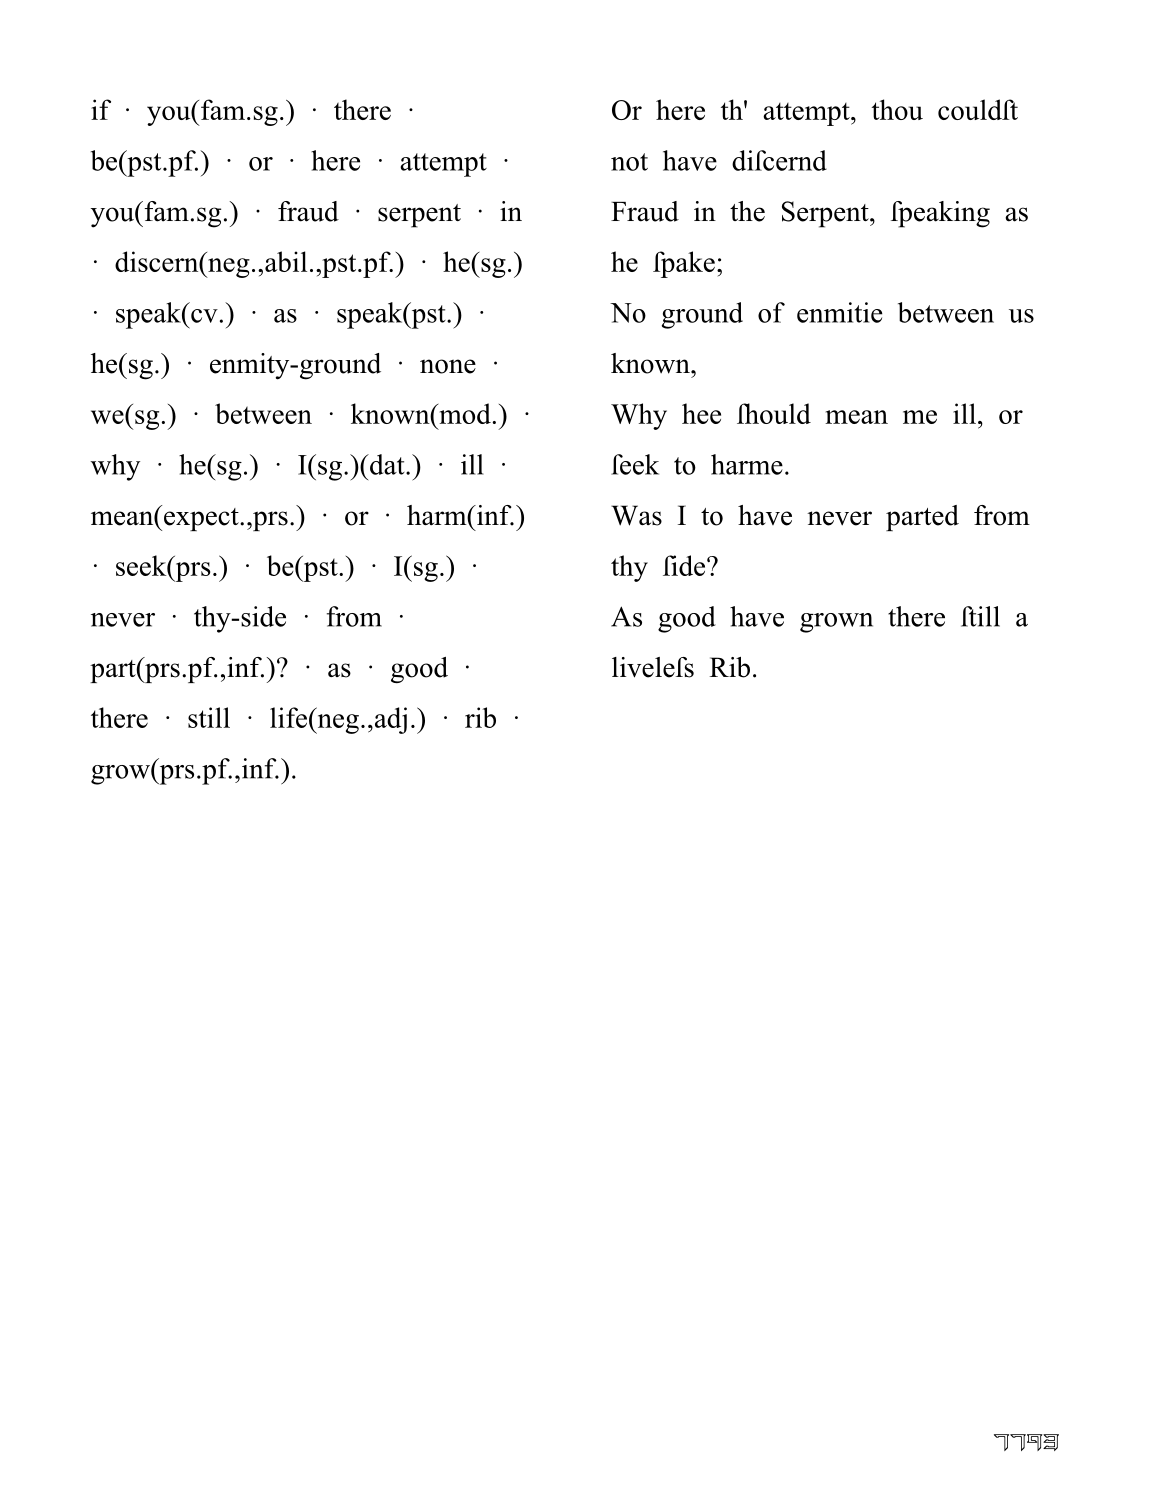 if · you(fam.sg.) · there ·
be(pst.pf.) · or · here · attempt ·
you(fam.sg.) · fraud · serpent · in
· discern(neg.,abil.,pst.pf.) · he(sg.)
· speak(cv.) · as · speak(pst.) ·
he(sg.) · enmity-ground · none ·
we(sg.) · between · known(mod.) ·
why · he(sg.) · I(sg.)(dat.) · ill ·
mean(expect.,prs.) · or · harm(inf.)
· seek(prs.) · be(pst.) · I(sg.) ·
never · thy-side · from ·
part(prs.pf.,inf.)? · as · good ·
there · still · life(neg.,adj.) · rib ·
grow(prs.pf.,inf.).
Or here th' attempt, thou couldſt
not have diſcernd
Fraud in the Serpent, ſpeaking as
he ſpake;
No ground of enmitie between us
known,
Why hee ſhould mean me ill, or
ſeek to harme.
Was I to have never parted from
thy ſide?
As good have grown there ſtill a
liveleſs Rib.